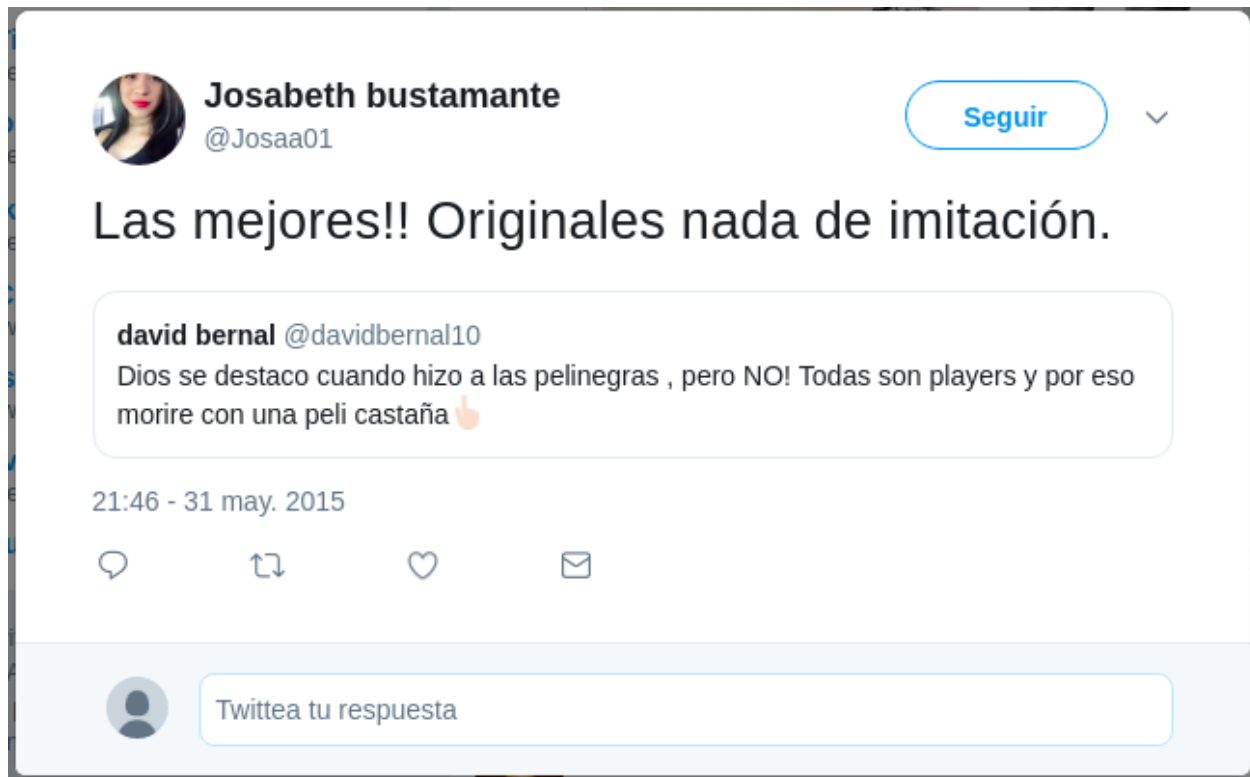 Josabeth bustamante
@Josaa01
Seguir
Las mejores!! Originales nada de imitación.
david bernal @davidbernal10
Dios se destaco cuando hizo a las pelinegras , pero NO! Todas son players y por eso
morire con una peli castaña👆🏻
21:46 - 31 may. 2015
Twittea tu respuesta